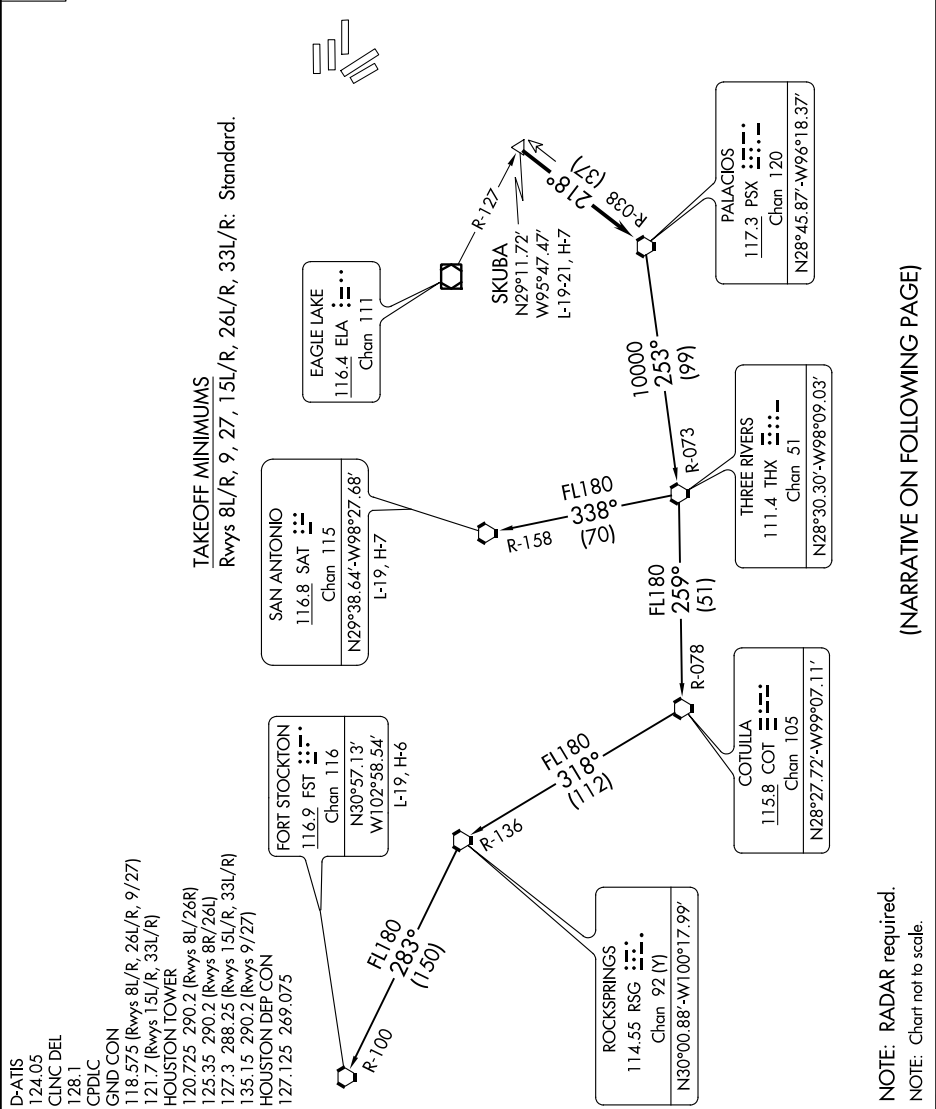 D-ATIS
124.05
CLNC DEL
128.1
CPDLC
GND CON
118.575 (Rwys 8L/R, 26L/R, 9/27)
121.7 (Rwys 15L/R, 33L/R)
HOUSTON TOWER
120.725 290.2 (Rwys 8L/26R)
125.35 290.2 (Rwys 8R/26L)
127.3 288.25 (Rwys 15L/R, 33L/R)
135.15 290.2 (Rwys 9/27)
HOUSTON DEP CON
127.125 269.075
TAKEOFF MINIMUMS
Rwys 8L/R, 9, 27, 15L/R, 26L/R, 33L/R: Standard.
FORT STOCKTON
116.9 FST
Chan 116
N30°57.13'
W102°58.54'
L-19, H-6
SAN ANTONIO
116.8 SAT
Chan 115
N29°38.64'-W98°27.68'
L-19, H-7
EAGLE LAKE
116.4 ELA
Chan 111
R-127
SKUBA
N29°11.72'
W95°47.47'
L-19-21, H-7
218°
(37)
R-038
PALACIOS
117.3 PSX
Chan 120
N28°45.87'-W96°18.37'
10000
253°
(99)
R-073
THREE RIVERS
111.4 THX
Chan 51
N28°30.30'-W98°09.03'
FL180
338°
(70)
R-158
FL180
259°
(51)
R-078
COTULLA
115.8 COT
Chan 105
N28°27.72'-W99°07.11'
FL180
318°
(112)
R-136
ROCKSPRINGS
114.55 RSG
Chan 92 (Y)
N30°00.88'-W100°17.99'
FL180
283°
(150)
R-100
NOTE: RADAR required.
NOTE: Chart not to scale.
(NARRATIVE ON FOLLOWING PAGE)